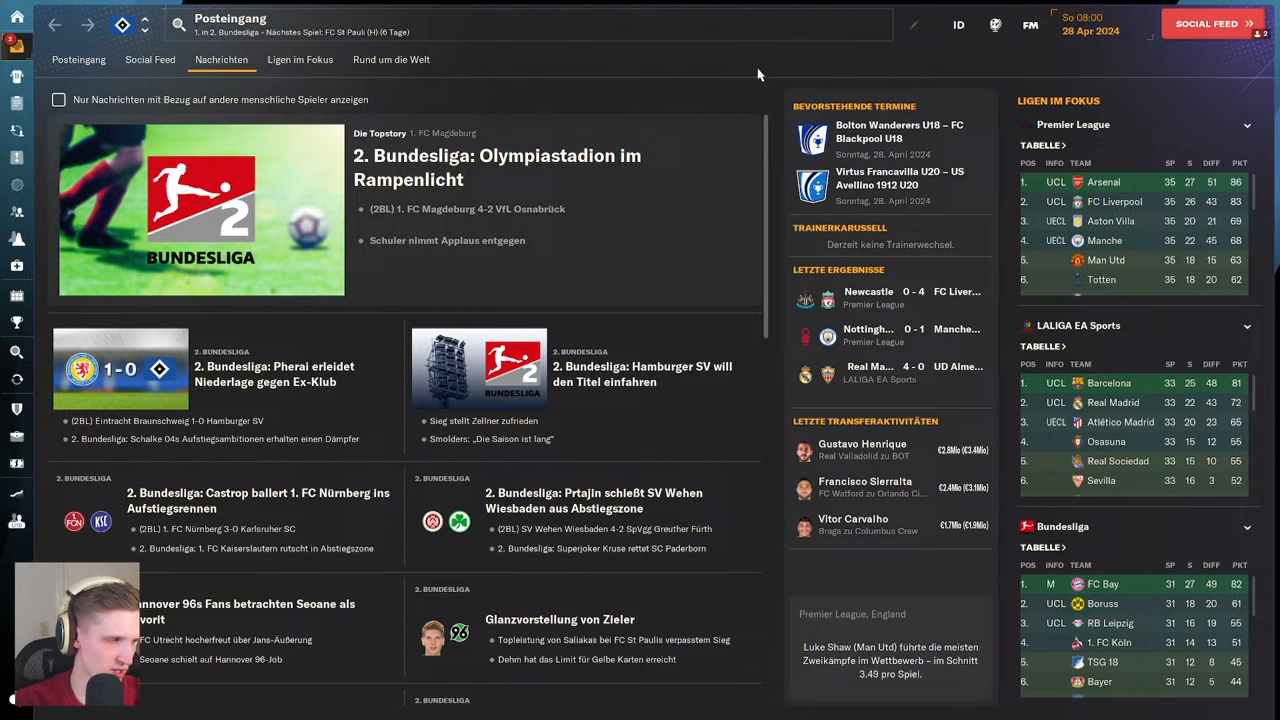 Posteingang
1. in 2. Bundesliga - Nächstes Spiel: FC St Pauli (H) (6 Tage)
ID
FM
So 08:00
28 Apr 2024
SOCIAL FEED
2
2
Posteingang
Social Feed
Nachrichten
Ligen im Fokus
Rund um die Welt
Nur Nachrichten mit Bezug auf andere menschliche Spieler anzeigen
BUNDESLIGA
Die Topstory 1. FC Magdeburg
2. Bundesliga: Olympiastadion im
Rampenlicht
(2BL) 1. FC Magdeburg 4-2 VfL Osnabrück
Schuler nimmt Applaus entgegen
1-0
2. BUNDESLIGA
2. Bundesliga: Pherai erleidet
Niederlage gegen Ex-Klub
(2BL) Eintracht Braunschweig 1-0 Hamburger SV
2. Bundesliga: Schalke 04s Aufstiegsambitionen erhalten einen Dämpfer
BUNDESLIGA
2. BUNDESLIGA
2. Bundesliga: Hamburger SV will
den Titel einfahren
Sieg stellt Zellner zufrieden
Smolders: „Die Saison ist lang“
2. BUNDESLIGA
2. Bundesliga: Castrop ballert 1. FC Nürnberg ins
Aufstiegsrennen
(2BL) 1. FC Nürnberg 3-0 Karlsruher SC
2. Bundesliga: 1. FC Kaiserslautern rutscht in Abstiegszone
2. BUNDESLIGA
2. Bundesliga: Prtajin schießt SV Wehen
Wiesbaden aus Abstiegszone
(2BL) SV Wehen Wiesbaden 4-2 SpVgg Greuther Fürth
2. Bundesliga: Superjoker Kruse rettet SC Paderborn
annover 96s Fans betrachten Seoane als
vorit
FC Utrecht hocherfreut über Jans-Äußerung
Seoane schielt auf Hannover 96-Job
2. BUNDESLIGA
Glanzvorstellung von Zieler
Topleistung von Saliakas bei FC St Paulis verpasstem Sieg
Dehm hat das Limit für Gelbe Karten erreicht
2. BUNDESLIGA
BEVORSTEHENDE TERMINE
Bolton Wanderers U18 – FC
Blackpool U18
Sonntag, 28. April 2024
Virtus Francavilla U20 – US
Avellino 1912 U20
Sonntag, 28. April 2024
TRAINERKARUSSELL
Derzeit keine Trainerwechsel.
LETZTE ERGEBNISSE
Newcastle 0 - 4 FC Liver...
Premier League
Nottingh... 0 - 1 Manche...
Premier League
Real Ma... 4 - 0 UD Alme...
LALIGA EA Sports
LETZTE TRANSFERAKTIVITÄTEN
Gustavo Henrique
Real Valladolid zu BOT
€2.8Mio (€3.4Mio)
Francisco Sierralta
FC Watford zu Orlando Ci...
€2.4Mio (€3.1Mio)
Vitor Carvalho
Braga zu Columbus Crew
€1.7Mio (€1.9Mio)
Premier League, England
Luke Shaw (Man Utd) führte die meisten
Zweikämpfe im Wettbewerb – im Schnitt
3.49 pro Spiel.
LIGEN IM FOKUS
Premier League
TABELLE
POS INFO TEAM SP S DIFF PKT
1. UCL Arsenal 35 27 51 86
2. UCL FC Liverpool 35 26 43 83
3. UECL Aston Villa 35 20 21 69
4. UECL Manche 35 22 45 68
5. Man Utd 35 18 15 63
6. Totten 35 18 20 62
LALIGA EA Sports
TABELLE
POS INFO TEAM SP S DIFF PKT
1. UCL Barcelona 33 25 48 81
2. UCL Real Madrid 33 22 43 72
3. UECL Atlético Madrid 33 20 23 65
4. Osasuna 33 15 12 55
5. Real Sociedad 33 15 10 55
6. Sevilla 33 16 3 52
Bundesliga
TABELLE
POS INFO TEAM SP S DIFF PKT
1. M FC Bay 31 27 49 82
2. UCL Boruss 31 18 20 61
3. UCL RB Leipzig 31 16 19 55
4. 1. FC Köln 31 14 13 51
5. TSG 18 31 12 8 45
6. Bayer 31 12 5 44